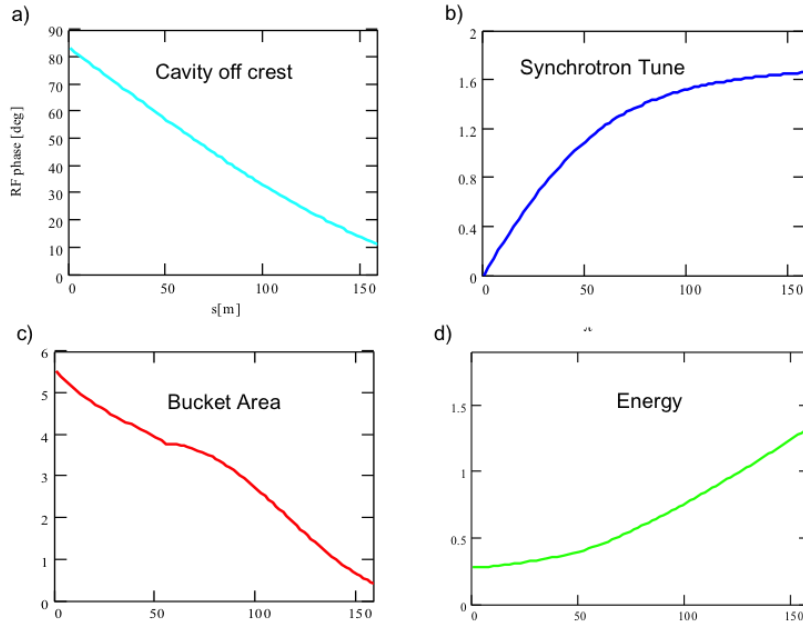 a)
90
80
70
60
50
40
30
20
10
0
RF phase [deg]
Cavity off crest
0 50 100 150
s[m]
b)
2
1.6
1.2
0.8
0.4
0
Synchrotron Tune
0 50 100 150
c)
6
5
4
3
2
1
0
Bucket Area
0 50 100 150
d)
1.5
1
0.5
0
Energy
0 50 100 150